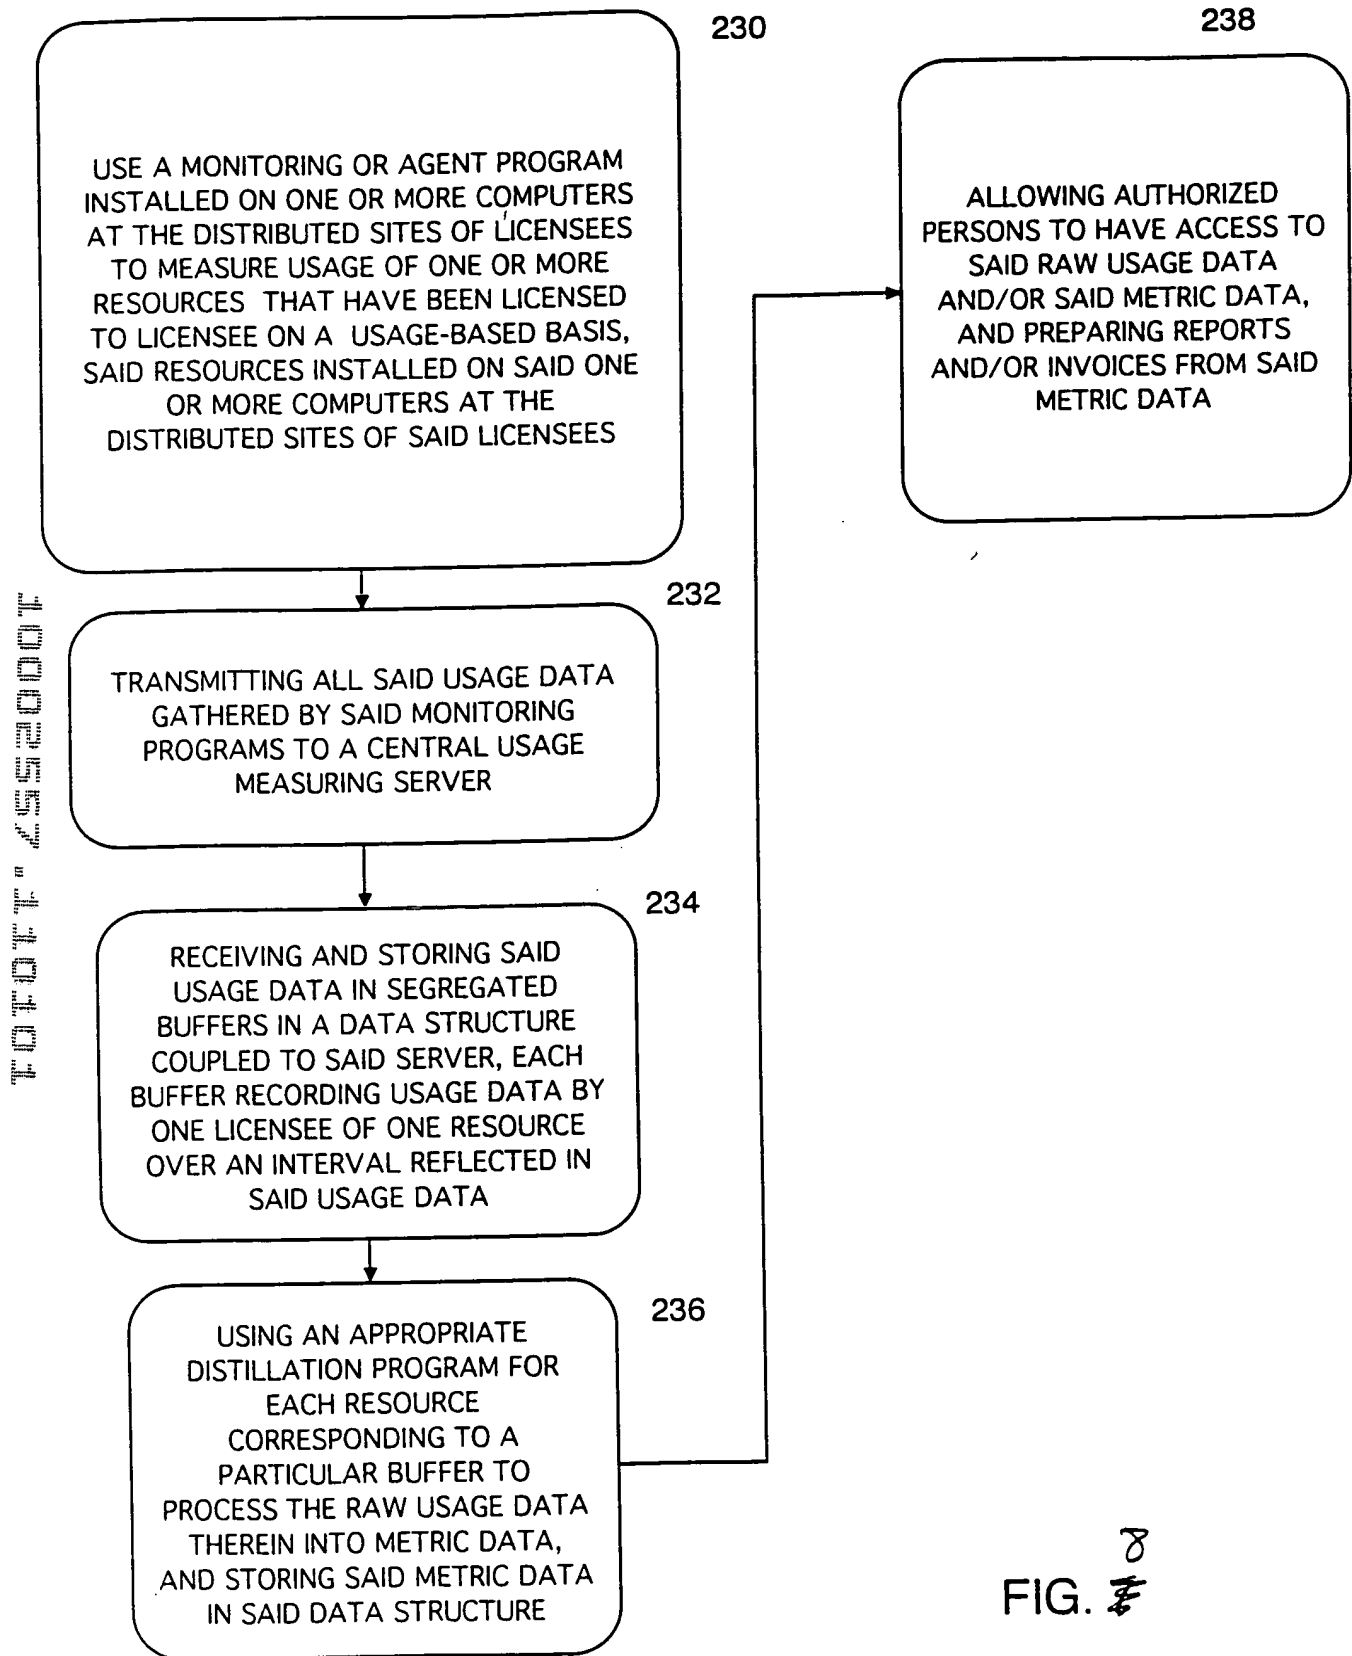 230
USE A MONITORING OR AGENT PROGRAM
INSTALLED ON ONE OR MORE COMPUTERS
AT THE DISTRIBUTED SITES OF LICENSEES
TO MEASURE USAGE OF ONE OR MORE
RESOURCES THAT HAVE BEEN LICENSED
TO LICENSEE ON A USAGE-BASED BASIS,
SAID RESOURCES INSTALLED ON SAID ONE
OR MORE COMPUTERS AT THE
DISTRIBUTED SITES OF SAID LICENSEES
232
TRANSMITTING ALL SAID USAGE DATA
GATHERED BY SAID MONITORING
PROGRAMS TO A CENTRAL USAGE
MEASURING SERVER
234
RECEIVING AND STORING SAID
USAGE DATA IN SEGREGATED
BUFFERS IN A DATA STRUCTURE
COUPLED TO SAID SERVER, EACH
BUFFER RECORDING USAGE DATA BY
ONE LICENSEE OF ONE RESOURCE
OVER AN INTERVAL REFLECTED IN
SAID USAGE DATA
236
USING AN APPROPRIATE
DISTILLATION PROGRAM FOR
EACH RESOURCE
CORRESPONDING TO A
PARTICULAR BUFFER TO
PROCESS THE RAW USAGE DATA
THEREIN INTO METRIC DATA,
AND STORING SAID METRIC DATA
IN SAID DATA STRUCTURE
238
ALLOWING AUTHORIZED
PERSONS TO HAVE ACCESS TO
SAID RAW USAGE DATA
AND/OR SAID METRIC DATA,
AND PREPARING REPORTS
AND/OR INVOICES FROM SAID
METRIC DATA
8
FIG.
10002557.110101